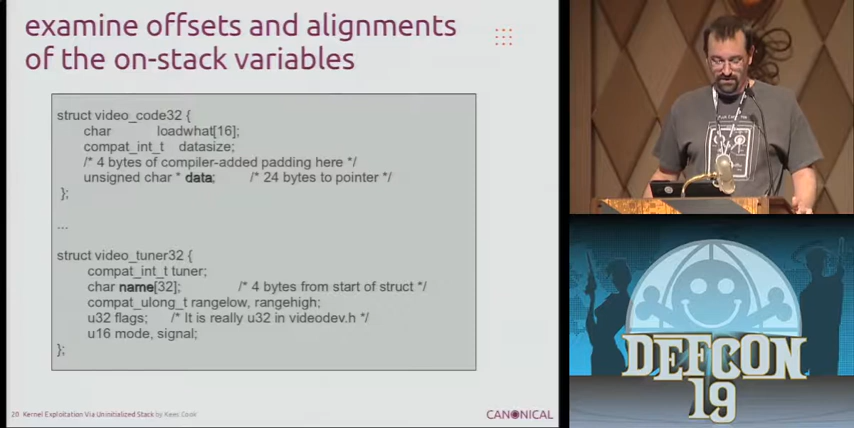 examine offsets and alignments
of the on-stack variables
struct video_code32 {
char loadwhat[16];
compat_int_t datasize;
/* 4 bytes of compiler-added padding here */
unsigned char * data; /* 24 bytes to pointer */
};
...
struct video_tuner32 {
compat_int_t tuner;
char name[32]; /* 4 bytes from start of struct */
compat_ulong_t rangelow, rangehigh;
u32 flags; /* It is really u32 in videodev.h */
u16 mode, signal;
};
20 Kernel Exploitation Via Uninitialized Stack by Kees Cook
CANONICAL
DEFCON
19